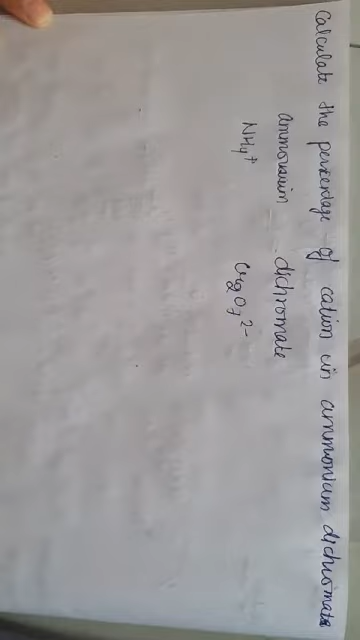 Calculate the percentage of cation in ammonium dichromate
ammonium dichromate
NH4+ Cr2O7 2-